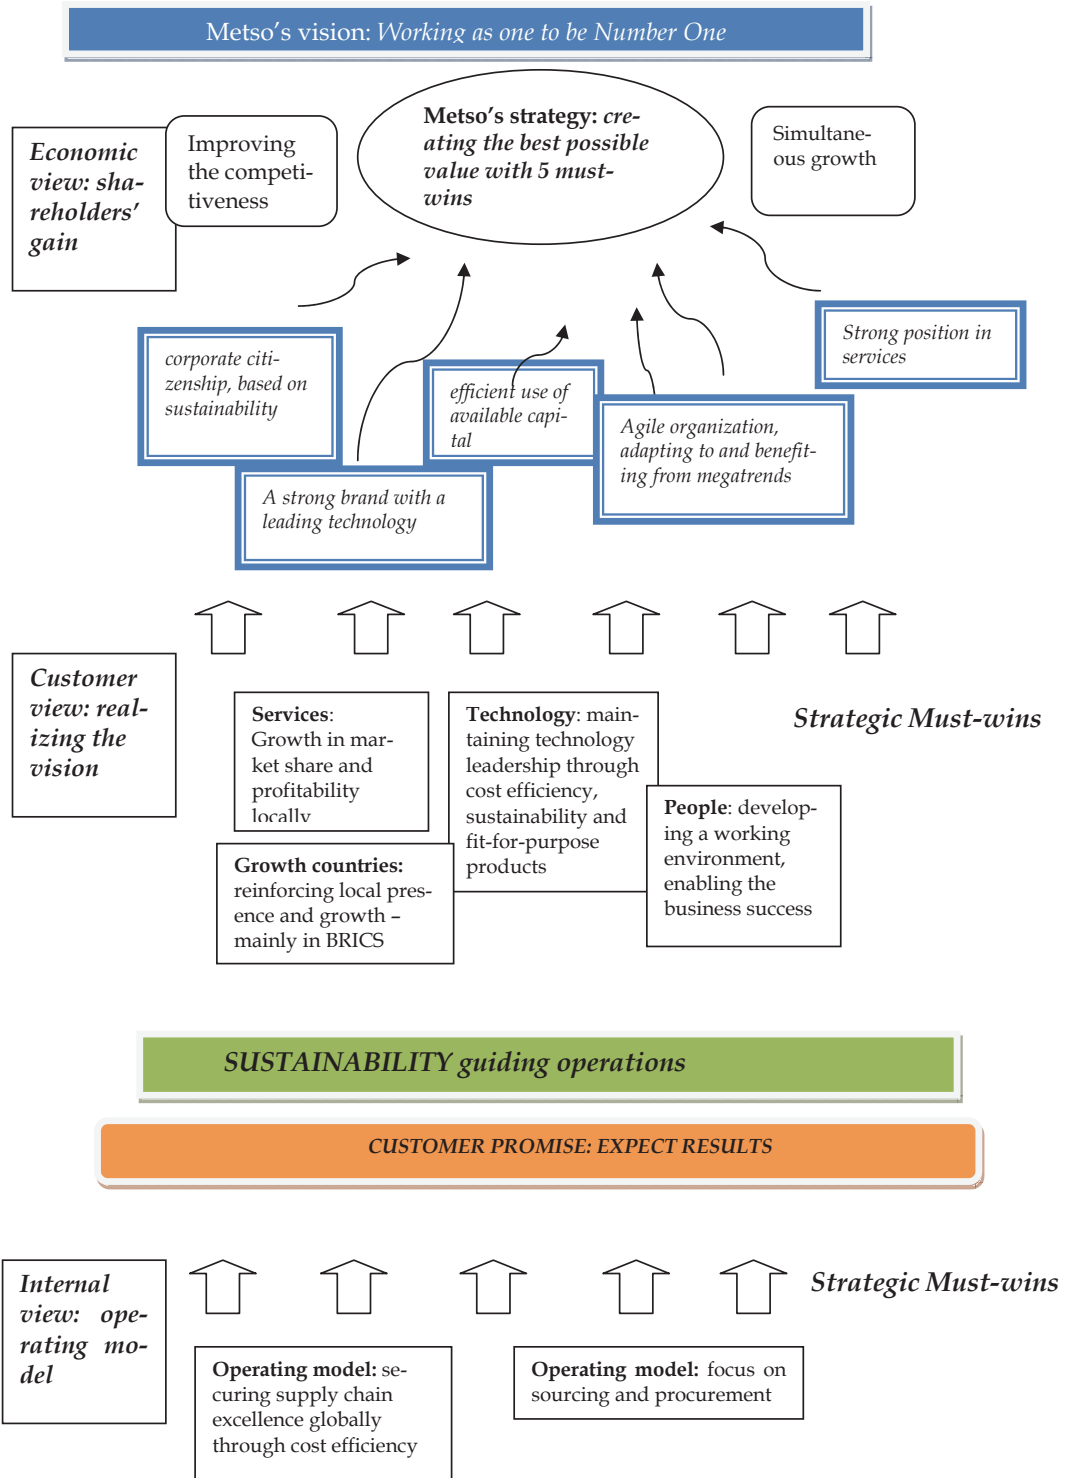 Metso's vision: Working as one to be Number One
Economic
view: sha-
reholders'
gain
Improving
the competi-
tiveness
Metso's strategy: cre-
ating the best possible
value with 5 must-
wins
Simultane-
ous growth
corporate citi-
zenship, based on
sustainability
A strong brand with a
leading technology
efficient use of
available capi-
tal
Agile organization,
adapting to and benefit-
ing from megatrends
Strong position in
services
Customer
view: real-
izing the
vision
Services:
Growth in mar-
ket share and
profitability
locally
Growth countries:
reinforcing local pres-
ence and growth –
mainly in BRICS
Technology: main-
taining technology
leadership through
cost efficiency,
sustainability and
fit-for-purpose
products
People: develop-
ing a working
environment,
enabling the
business success
Strategic Must-wins
SUSTAINABILITY guiding operations
CUSTOMER PROMISE: EXPECT RESULTS
Internal
view: ope-
rating mo-
del
Strategic Must-wins
Operating model: se-
curing supply chain
excellence globally
through cost efficiency
Operating model: focus on
sourcing and procurement